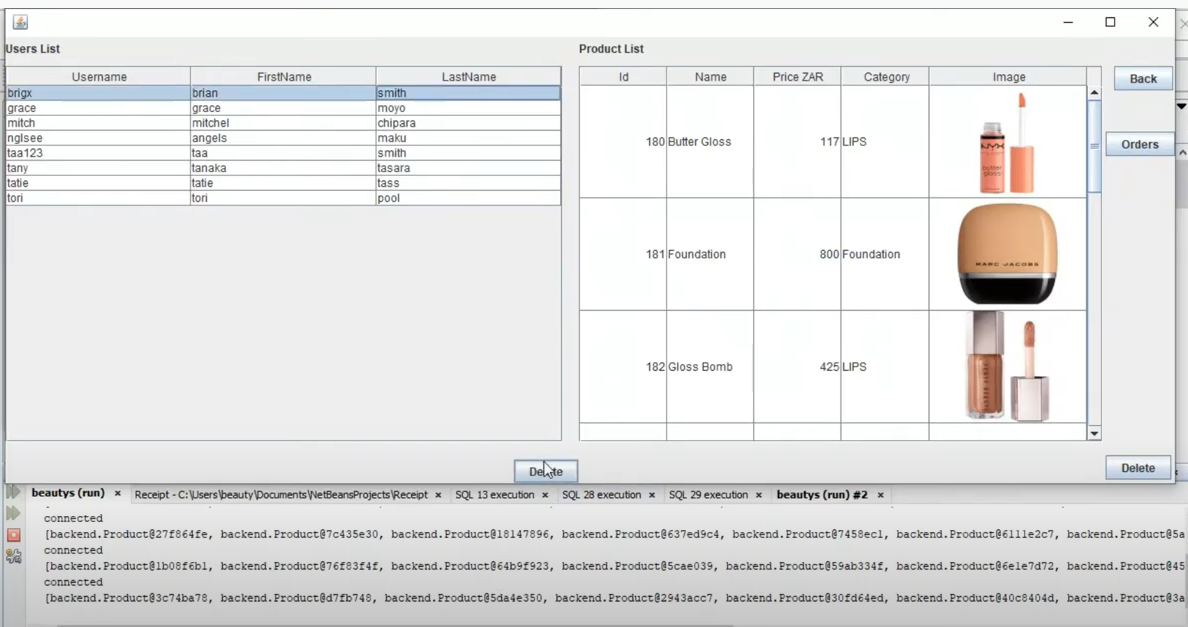 Users List
Product List
Username FirstName LastName
brigx brian smith
grace grace moyo
mitch mitchel chipara
nglsee angels maku
taa123 taa smith
tany tanaka tasara
tatie tatie tass
tori tori pool
Id Name Price ZAR Category Image
180 Butter Gloss 117 LIPS
NYX
butter
gloss
181 Foundation 800 Foundation
MARC JACOBS
182 Gloss Bomb 425 LIPS
Back
Orders
Delete
Delete
beautys (run) × Receipt - C:\Users\beauty\Documents\NetBeansProjects\Receipt × SQL 13 execution × SQL 28 execution × SQL 29 execution × beautys (run) #2 ×
connected
[backend.Product@27f864fe, backend.Product@7c435e30, backend.Product@18147896, backend.Product@637ed9c4, backend.Product@7458ec1, backend.Product@6111e2c7, backend.Product@5a
connected
[backend.Product@1b08f6b1, backend.Product@76f83f4f, backend.Product@64b9f923, backend.Product@5cae039, backend.Product@59ab334f, backend.Product@6e1e7d72, backend.Product@45
connected
[backend.Product@3c74ba78, backend.Product@d7fb748, backend.Product@5da4e350, backend.Product@2943acc7, backend.Product@30fd64ed, backend.Product@40c8404d, backend.Product@3a